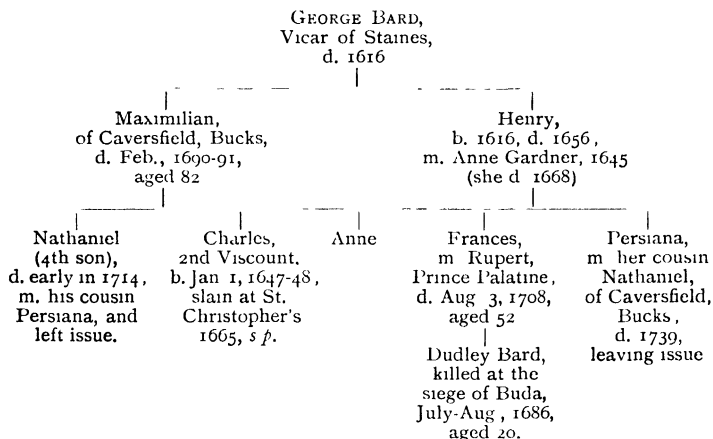 GEORGE BARD,
Vicar of Staines,
d. 1616
Maximilian,
of Caversfield, Bucks,
d. Feb., 1690-91,
aged 82
Henry,
b. 1616, d. 1656,
m. Anne Gardner, 1645
(she d 1668)
Nathaniel
(4th son),
d. early in 1714,
m. his cousin
Persiana, and
left issue.
Charles,
2nd Viscount.
b. Jan 1, 1647-48,
slain at St.
Christopher's
1665, s p.
Anne
Frances,
m Rupert,
Prince Palatine,
d. Aug 3, 1708,
aged 52
Dudley Bard,
killed at the
siege of Buda,
July-Aug, 1686,
aged 20.
Persiana,
m her cousin
Nathaniel,
of Caversfield,
Bucks,
d. 1739,
leaving issue